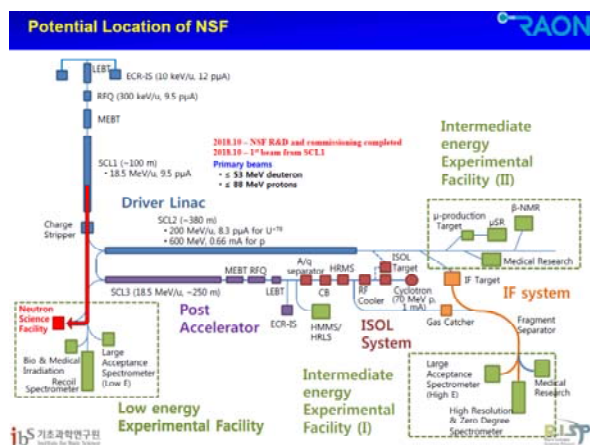 Potential Location of NSF
RAON
LEBT
ECR-IS (10 keV/u, 12 pμA)
RFQ (300 keV/u, 9.5 pμA)
MEBT
SCL1 (~100 m)
• 18.5 MeV/u, 9.5 pμA
2018.10 – NSF R&D and commissioning completed
2018.10 – 1st beam from SCL1
Primary beams
• ≤ 53 MeV deuteron
• ≤ 88 MeV protons
Intermediate
energy
Experimental
Facility (II)
Driver Linac
Charge
Stripper
SCL2 (~380 m)
• 200 MeV/u, 8.3 pμA for U+78
• 600 MeV, 0.66 mA for p
μ-production
Target
μSR
β-NMR
Medical Research
SCL3 (18.5 MeV/u, ~250 m)
MEBT RFQ
LEBT
ECR-IS
A/q
separator
CB
HRMS
HMMS/
HRLS
RF
Cooler
ISOL
Target
Cyclotron
(70 MeV p,
1 mA)
Gas Catcher
IF Target
IF system
Fragment
Separator
Post
Accelerator
ISOL
System
Neutron
Science
Facility
Bio & Medical
Irradiation
Recoil
Spectrometer
Large
Acceptance
Spectrometer
(Low E)
Low energy
Experimental Facility
Intermediate
energy
Experimental
Facility (I)
Large
Acceptance
Spectrometer
(High E)
High Resolution
& Zero Degree
Spectrometer
Medical
Research
ibS 기초과학연구원
Institute for Basic Science
RISP